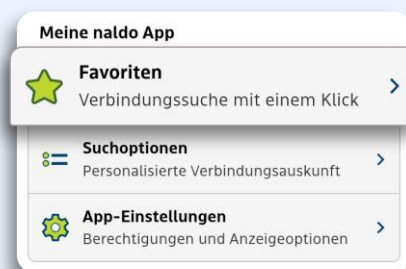 Meine naldo App
Favoriten
Verbindungssuche mit einem Klick
Suchoptionen
Personalisierte Verbindungsauskunft
App-Einstellungen
Berechtigungen und Anzeigeoptionen